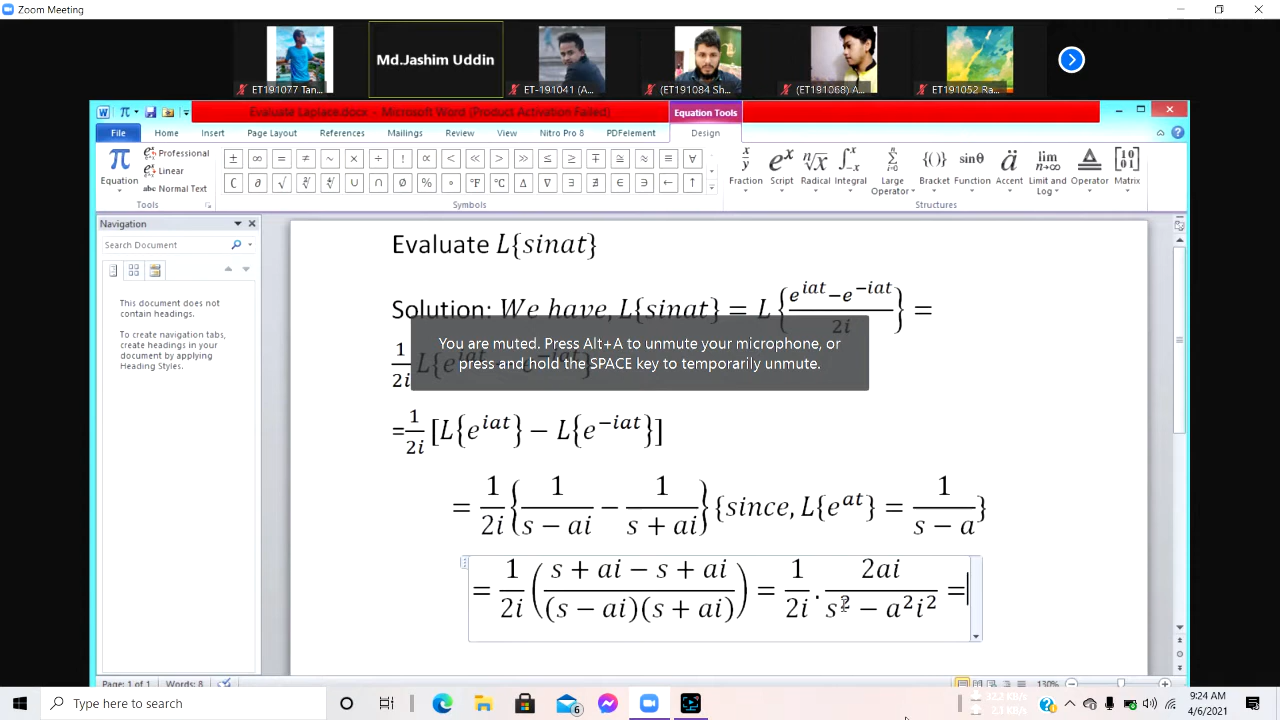 Zoom Meeting
Md.Jashim Uddin
ET191077 Tan...
ET-191041 (A...
(ET191084 Sh...
(ET191068) A...
ET191052 Ra...
Evaluate Laplace.docx - Microsoft Word (Product Activation Failed)
Equation Tools
File Home Insert Page Layout References Mailings Review View Nitro Pro 8 PDFelement Design
π Equation
Professional
Linear
abc Normal Text
± ∞ = ≠ ~ × ÷ ! ∝ < ≪ > ≫ ≤ ≥ ∓ ≅ ≈ ≡ ∀
∁ ∂ √ ∛ ∜ ∪ ∩ ∅ % ° °F °C ∆ ∇ ∃ ∄ ∈ ∋ ← ↑
Fraction Script Radical Integral Large Operator Bracket Function Accent Limit and Log Operator Matrix
Tools Symbols Structures
Navigation
Search Document
This document does not
contain headings.
To create navigation tabs,
create headings in your
document by applying
Heading Styles.
Evaluate L{sinat}
Solution: We have, L{sinat} = L {(e^{iat} − e^{−iat})/2i} =
1/2i L{e^{iat} − e^{−iat}}
You are muted. Press Alt+A to unmute your microphone, or
press and hold the SPACE key to temporarily unmute.
=1/2i [L{e^{iat}} − L{e^{−iat}}]
= 1/2i {1/(s − ai) − 1/(s + ai)} {since, L{e^{at}} = 1/(s − a)}
= 1/2i ((s + ai − s + ai)/((s − ai)(s + ai))) = 1/2i . 2ai/(s² − a²i²) =
Page: 1 of 1 Words: 8 130%
Type here to search
6
9:24 AM
4/6/2021